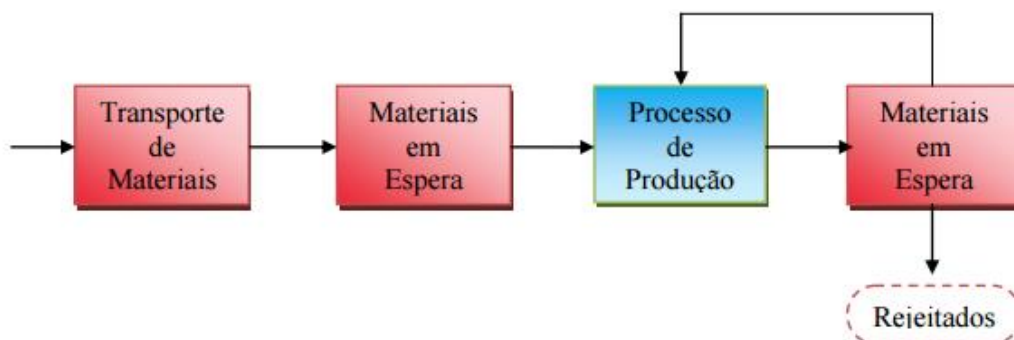 Transporte
de
Materiais
Materiais
em
Espera
Processo
de
Produção
Materiais
em
Espera
Rejeitados